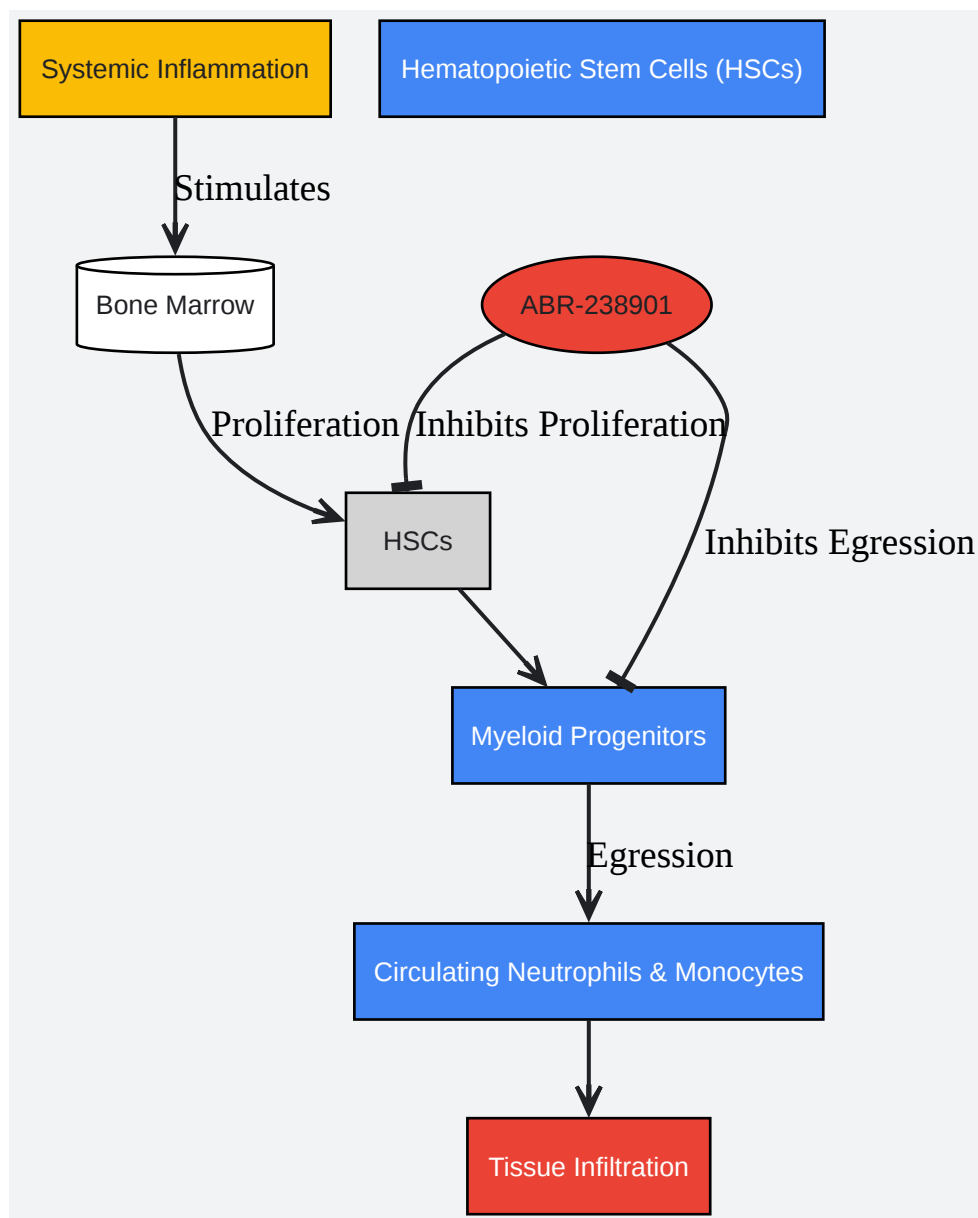 Systemic Inflammation
Hematopoietic Stem Cells (HSCs)
Stimulates
Bone Marrow
ABR-238901
Proliferation
Inhibits Proliferation
HSCs
Inhibits Egression
Myeloid Progenitors
Egression
Circulating Neutrophils & Monocytes
Tissue Infiltration